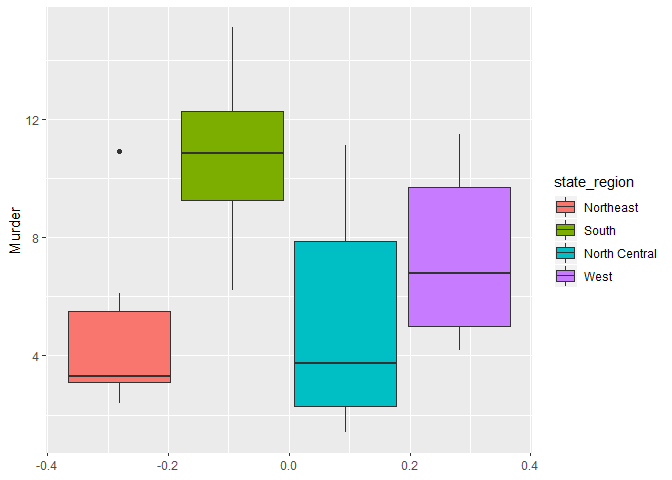 Murder
12
8
4
-0.4
-0.2
0.0
0.2
0.4
state_region
Northeast
South
North Central
West